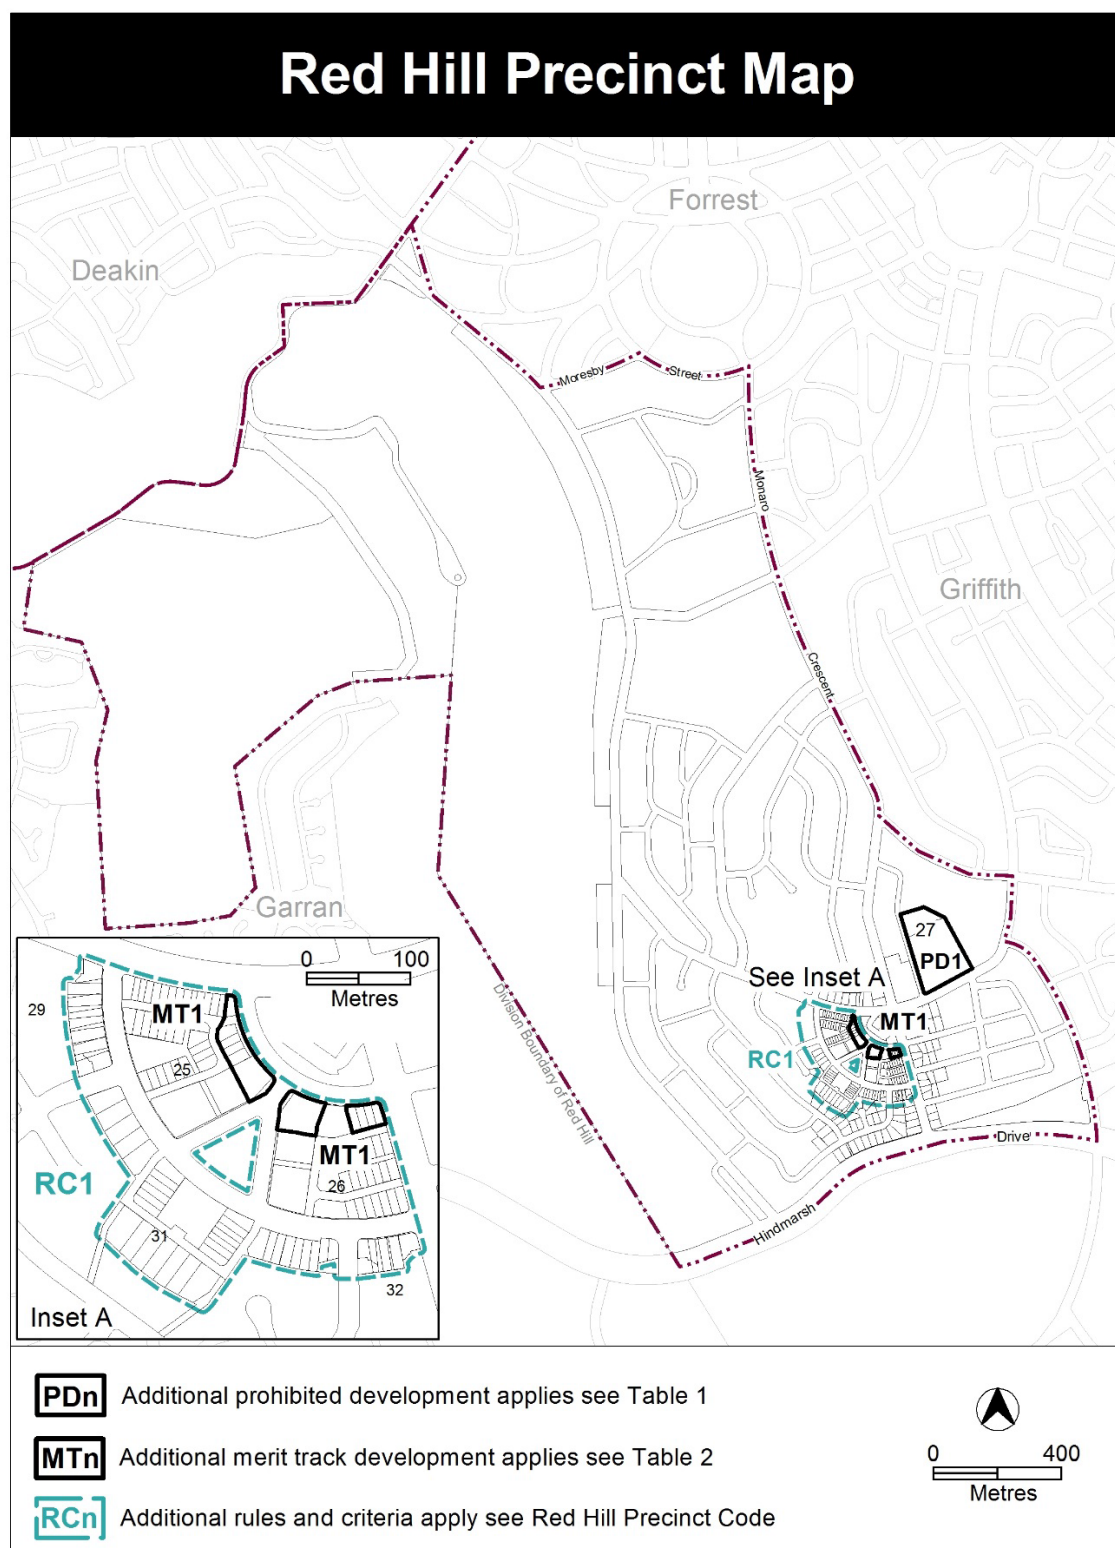 Red Hill Precinct Map
Forrest
Deakin
Moresby
Street
Monaro
Griffith
Crescent
Garran
27
PD1
See Inset A
MT1
RC1
Division Boundary of Red Hill
Drive
Hindmarsh
0 100
Metres
MT1
29
25
MT1
26
RC1
31
32
Inset A
PDn Additional prohibited development applies see Table 1
MTn Additional merit track development applies see Table 2
RCn Additional rules and criteria apply see Red Hill Precinct Code
0 400
Metres